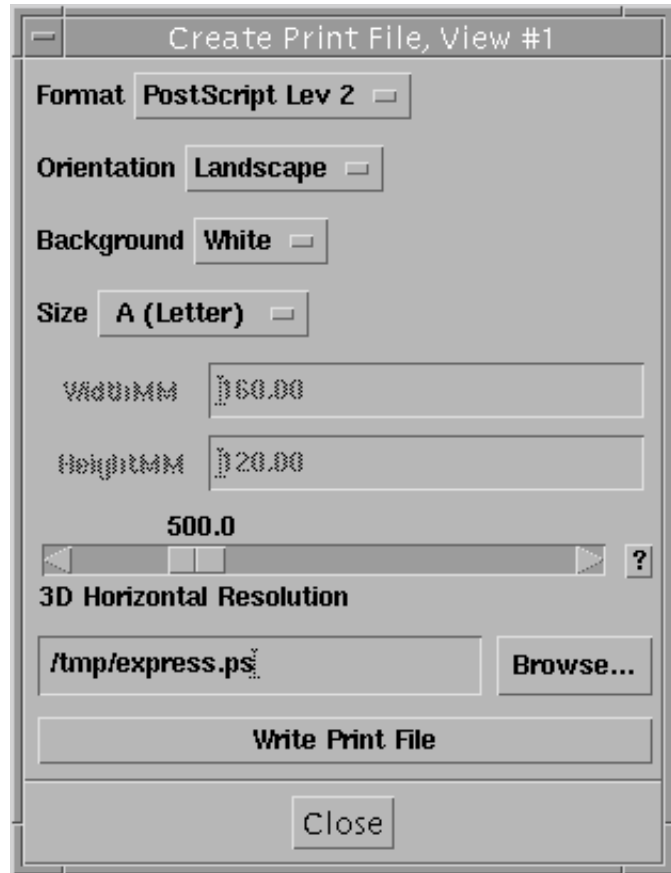 Create Print File, View #1
Format PostScript Lev 2
Orientation Landscape
Background White
Size A (Letter)
WidthMM 160.00
HeightMM 120.00
500.0
?
3D Horizontal Resolution
/tmp/express.ps
Browse...
Write Print File
Close